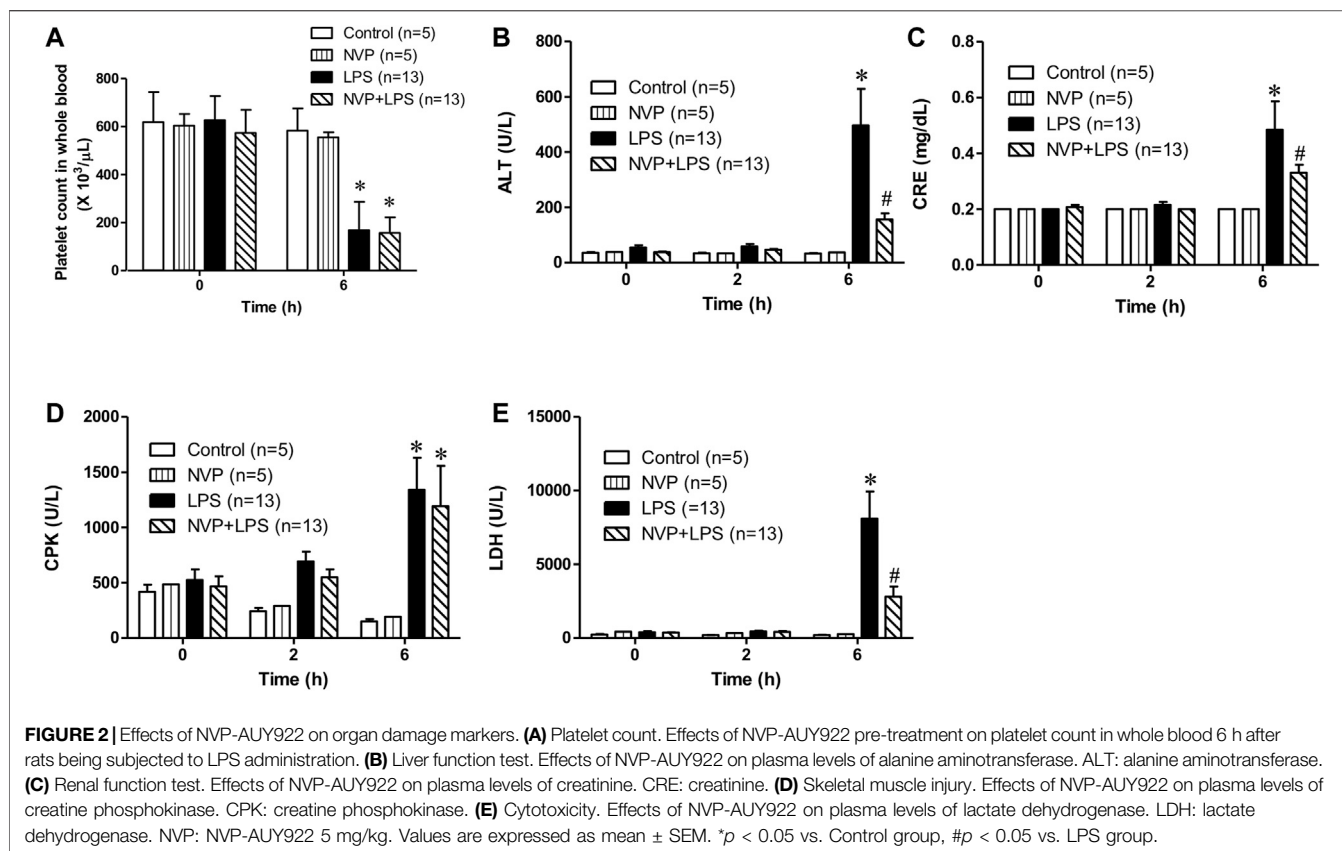 A
Control (n=5)
NVP (n=5)
LPS (n=13)
NVP+LPS (n=13)
Platelet count in whole blood
(X 10³/μL)
800
600
400
200
0
* *
0 6
Time (h)
B
ALT (U/L)
800
600
400
200
0
Control (n=5)
NVP (n=5)
LPS (n=13)
NVP+LPS (n=13)
*
#
0 2 6
Time (h)
C
CRE (mg/dL)
0.8
0.6
0.4
0.2
0.0
Control (n=5)
NVP (n=5)
LPS (n=13)
NVP+LPS (n=13)
*
#
0 2 6
Time (h)
D
CPK (U/L)
2000
1500
1000
500
0
Control (n=5)
NVP (n=5)
LPS (n=13)
NVP+LPS (n=13)
* *
0 2 6
Time (h)
E
LDH (U/L)
15000
10000
5000
0
Control (n=5)
NVP (n=5)
LPS (=13)
NVP+LPS (n=13)
*
#
0 2 6
Time (h)
FIGURE 2 | Effects of NVP-AUY922 on organ damage markers. (A) Platelet count. Effects of NVP-AUY922 pre-treatment on platelet count in whole blood 6 h after
rats being subjected to LPS administration. (B) Liver function test. Effects of NVP-AUY922 on plasma levels of alanine aminotransferase. ALT: alanine aminotransferase.
(C) Renal function test. Effects of NVP-AUY922 on plasma levels of creatinine. CRE: creatinine. (D) Skeletal muscle injury. Effects of NVP-AUY922 on plasma levels of
creatine phosphokinase. CPK: creatine phosphokinase. (E) Cytotoxicity. Effects of NVP-AUY922 on plasma levels of lactate dehydrogenase. LDH: lactate
dehydrogenase. NVP: NVP-AUY922 5 mg/kg. Values are expressed as mean ± SEM. *p < 0.05 vs. Control group, #p < 0.05 vs. LPS group.